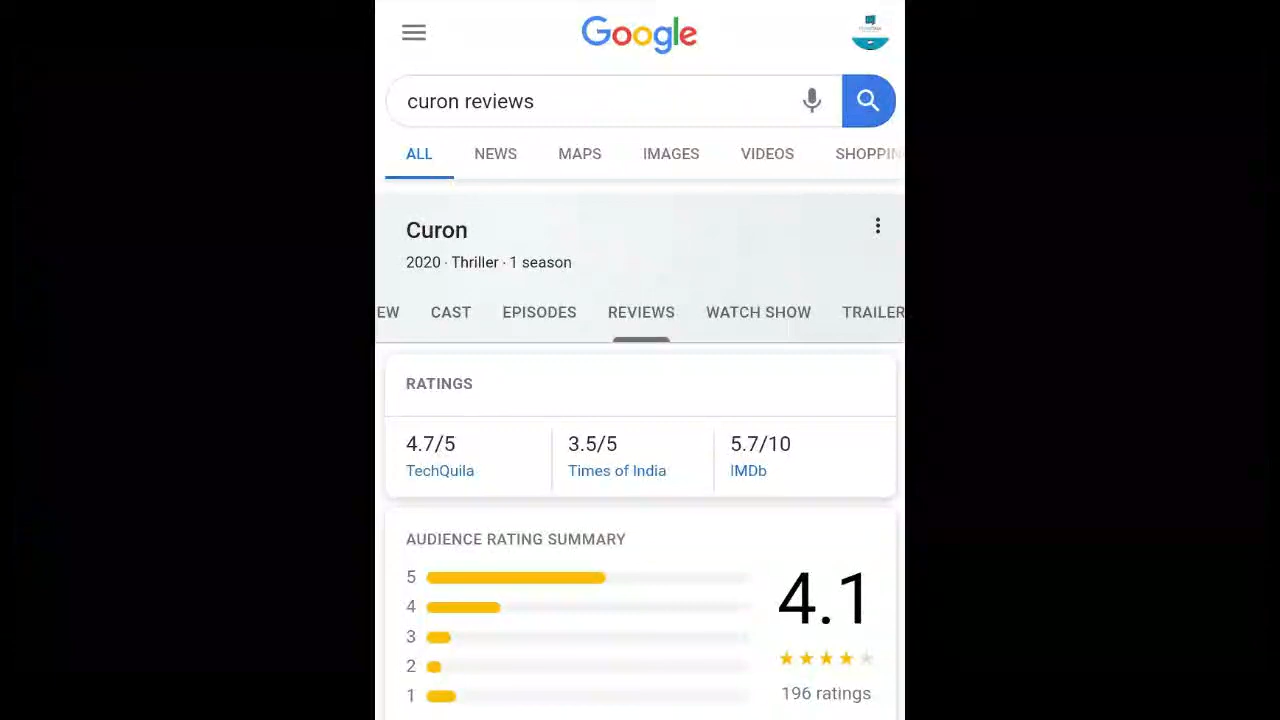 Google
curon reviews
ALL NEWS MAPS IMAGES VIDEOS SHOPPIN
Curon
2020 · Thriller · 1 season
EW CAST EPISODES REVIEWS WATCH SHOW TRAILER
RATINGS
4.7/5 3.5/5 5.7/10
TechQuila Times of India IMDb
AUDIENCE RATING SUMMARY
5
4
3
2
1
4.1
196 ratings